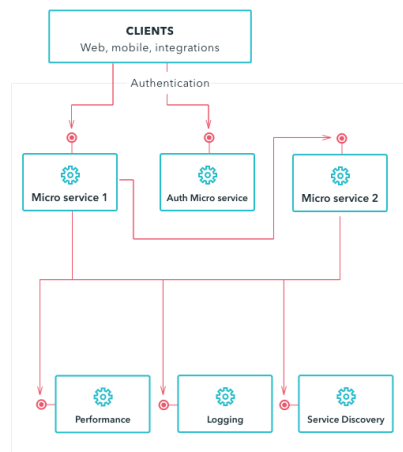 CLIENTS
Web, mobile, integrations
Authentication
Micro service 1
Auth Micro service
Micro service 2
Performance
Logging
Service Discovery